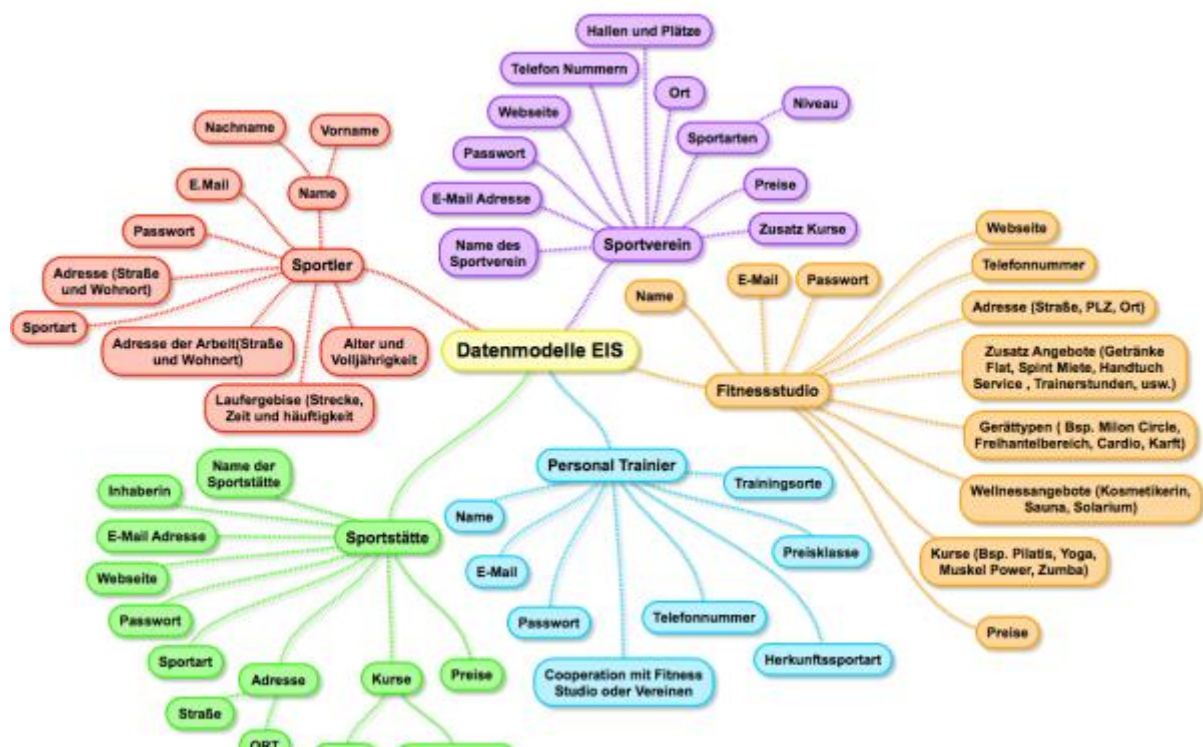 Datenmodelle EIS
Sportler
Name
Nachname
Vorname
E.Mail
Passwort
Adresse (Straße
und Wohnort)
Sportart
Adresse der Arbeit(Straße
und Wohnort)
Laufergebise (Strecke,
Zeit und häuftigkeit
Alter und
Volljährigkeit
Sportverein
Name des
Sportverein
E-Mail Adresse
Passwort
Webseite
Telefon Nummern
Hallen und Plätze
Ort
Sportarten
Niveau
Preise
Zusatz Kurse
Fitnessstudio
Name
E-Mail
Passwort
Webseite
Telefonnummer
Adresse (Straße, PLZ, Ort)
Zusatz Angebote (Getränke
Flat, Spint Miete, Handtuch
Service , Trainerstunden, usw.)
Gerättypen ( Bsp. Milon Circle,
Freihantelbereich, Cardio, Karft)
Wellnessangebote (Kosmetikerin,
Sauna, Solarium)
Kurse (Bsp. Pilatis, Yoga,
Muskel Power, Zumba)
Preise
Personal Trainier
Name
E-Mail
Passwort
Cooperation mit Fitness
Studio oder Vereinen
Telefonnummer
Herkunftssportart
Preisklasse
Trainingsorte
Sportstätte
Name der
Sportstätte
Inhaberin
E-Mail Adresse
Webseite
Passwort
Sportart
Adresse
Straße
ORT
Kurse
Preise